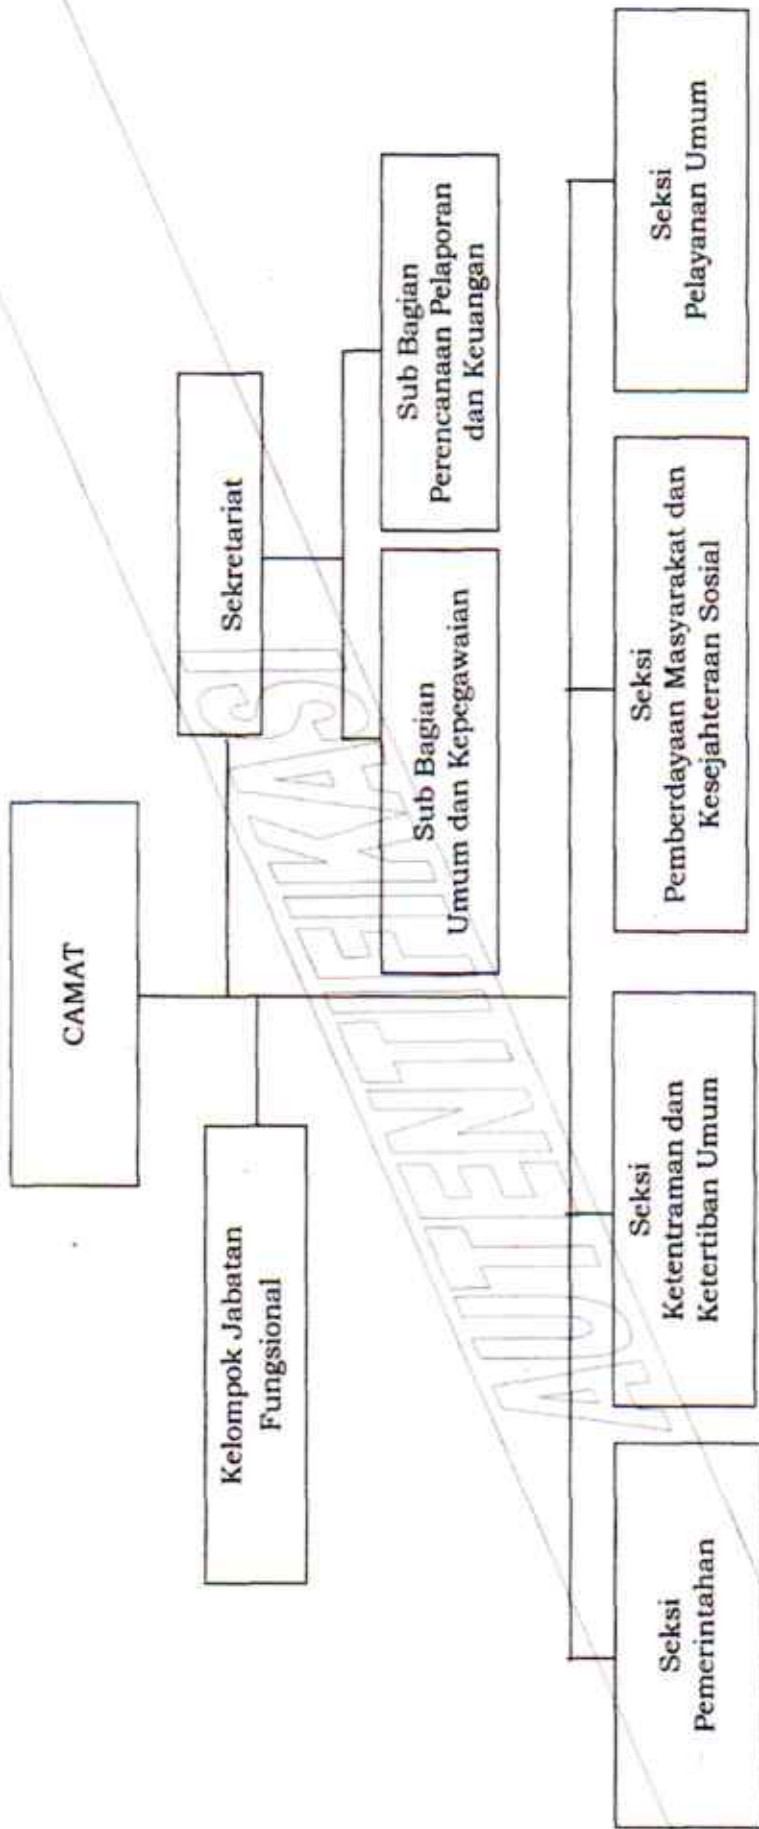 CAMAT
Kelompok Jabatan
Fungsional
Sekretariat
Sub Bagian
Umum dan Kepegawaian
Sub Bagian
Perencanaan Pelaporan
dan Keuangan
Seksi
Pemerintahan
Seksi
Ketentraman dan
Ketertiban Umum
Seksi
Pemberdayaan Masyarakat dan
Kesejahteraan Sosial
Seksi
Pelayanan Umum
AUTENTIFIKASI